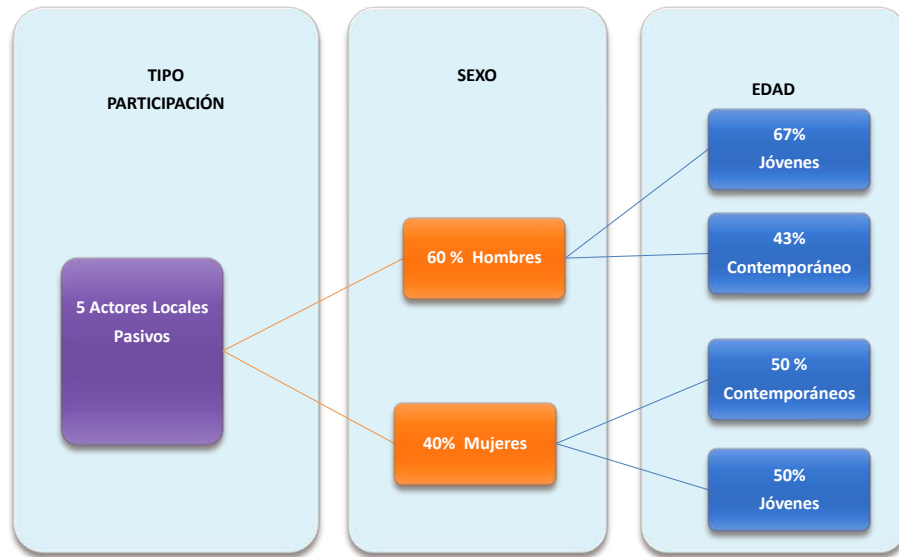 TIPO
PARTICIPACIÓN
SEXO
EDAD
5 Actores Locales
Pasivos
60 % Hombres
40% Mujeres
67%
Jóvenes
43%
Contemporáneo
50 %
Contemporáneos
50%
Jóvenes